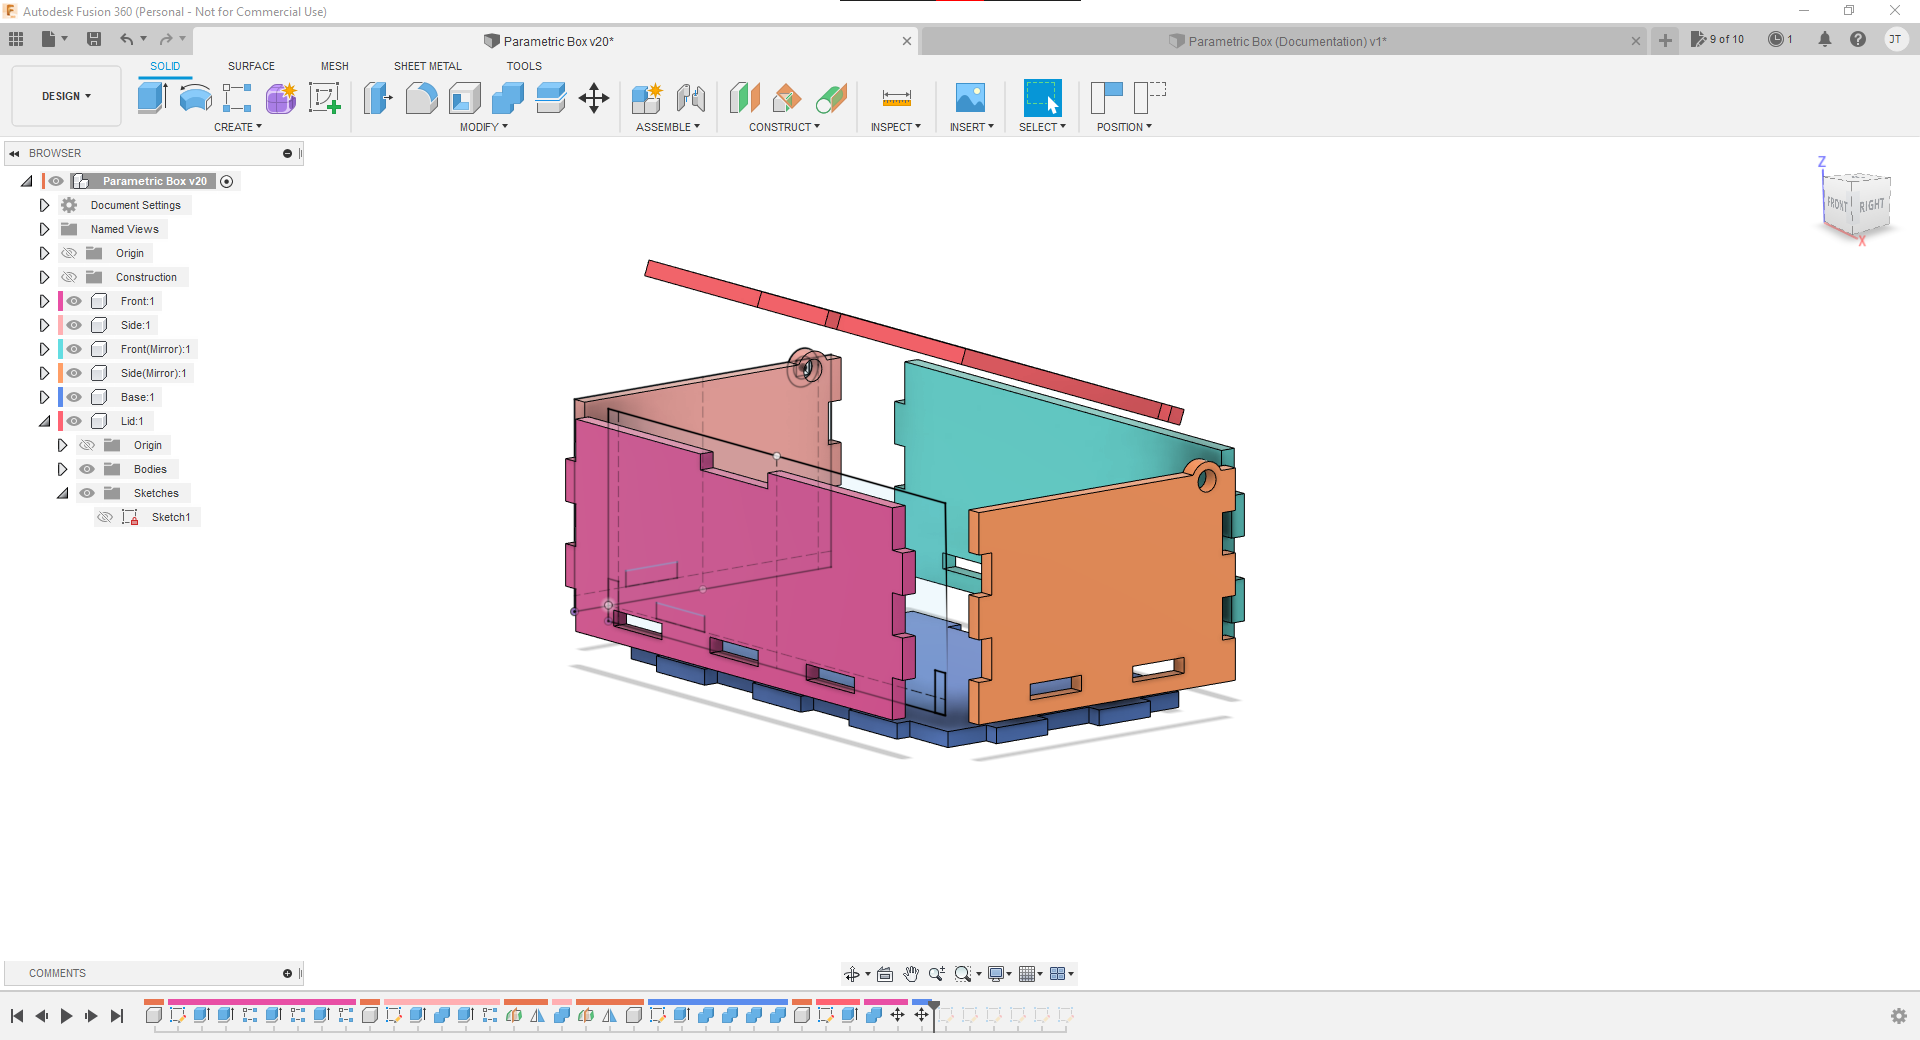 Autodesk Fusion 360 (Personal - Not for Commercial Use)
Parametric Box v20*
Parametric Box (Documentation) v1*
9 of 10
1
JT
DESIGN
SOLID
SURFACE
MESH
SHEET METAL
TOOLS
CREATE
MODIFY
ASSEMBLE
CONSTRUCT
INSPECT
INSERT
SELECT
POSITION
BROWSER
Parametric Box v20
Document Settings
Named Views
Origin
Construction
Front:1
Side:1
Front(Mirror):1
Side(Mirror):1
Base:1
Lid:1
Origin
Bodies
Sketches
Sketch1
Z
FRONT
RIGHT
X
COMMENTS